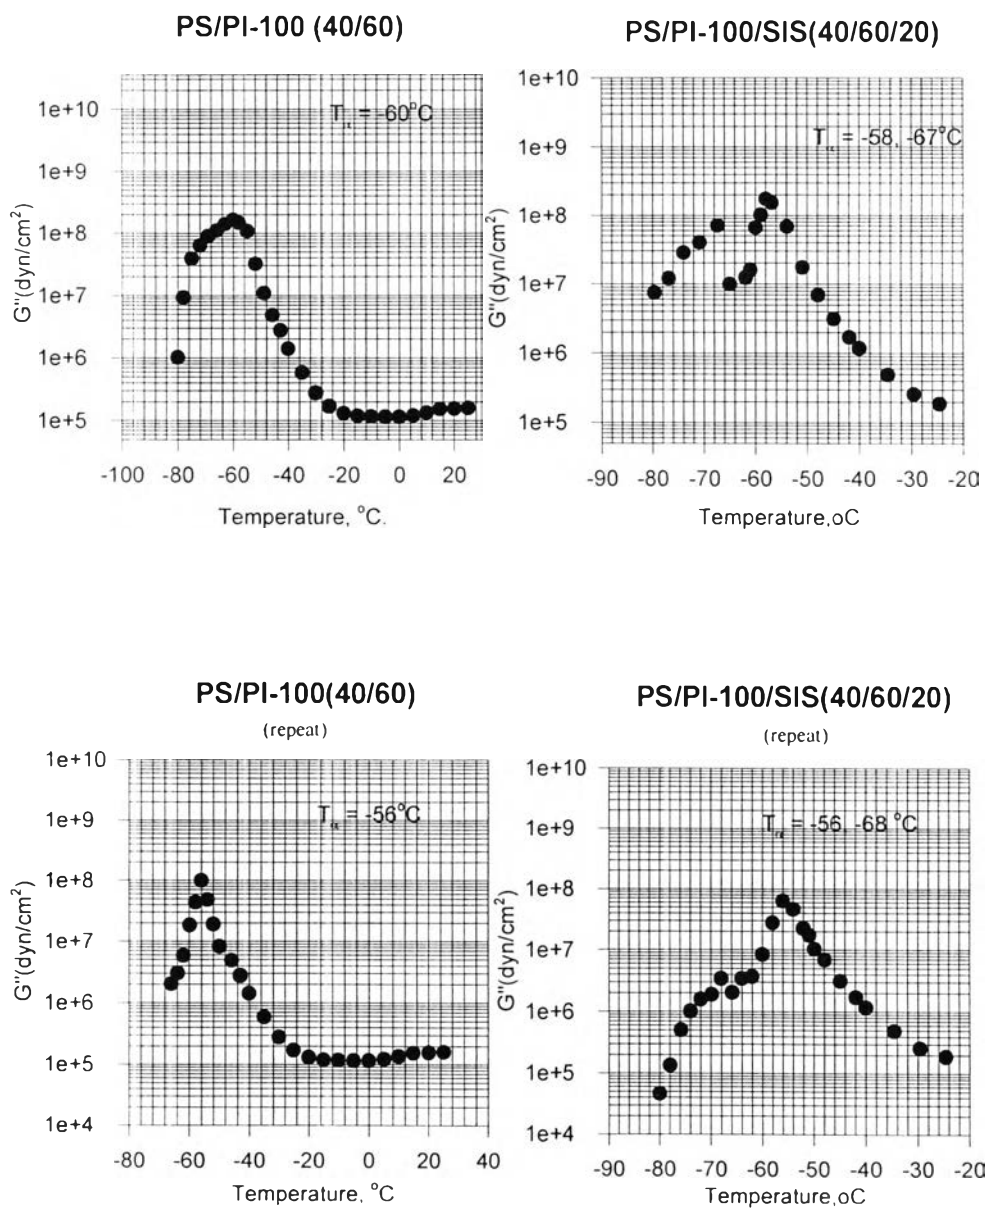 PS/PI-100 (40/60)
1e+10
1e+9
1e+8
1e+7
1e+6
1e+5
G"(dyn/cm²)
Tα = -60°C
-100 -80 -60 -40 -20 0 20
Temperature, °C.
PS/PI-100/SIS(40/60/20)
1e+10
1e+9
1e+8
1e+7
1e+6
1e+5
G"(dyn/cm²)
Tα = -58, -67°C
-90 -80 -70 -60 -50 -40 -30 -20
Temperature,oC
PS/PI-100(40/60)
(repeat)
1e+10
1e+9
1e+8
1e+7
1e+6
1e+5
1e+4
G"(dyn/cm²)
Tα = -56°C
-80 -60 -40 -20 0 20 40
Temperature, °C
PS/PI-100/SIS(40/60/20)
(repeat)
1e+10
1e+9
1e+8
1e+7
1e+6
1e+5
1e+4
G"(dyn/cm²)
Tα = -56, -68 °C
-90 -80 -70 -60 -50 -40 -30 -20
Temperature,oC